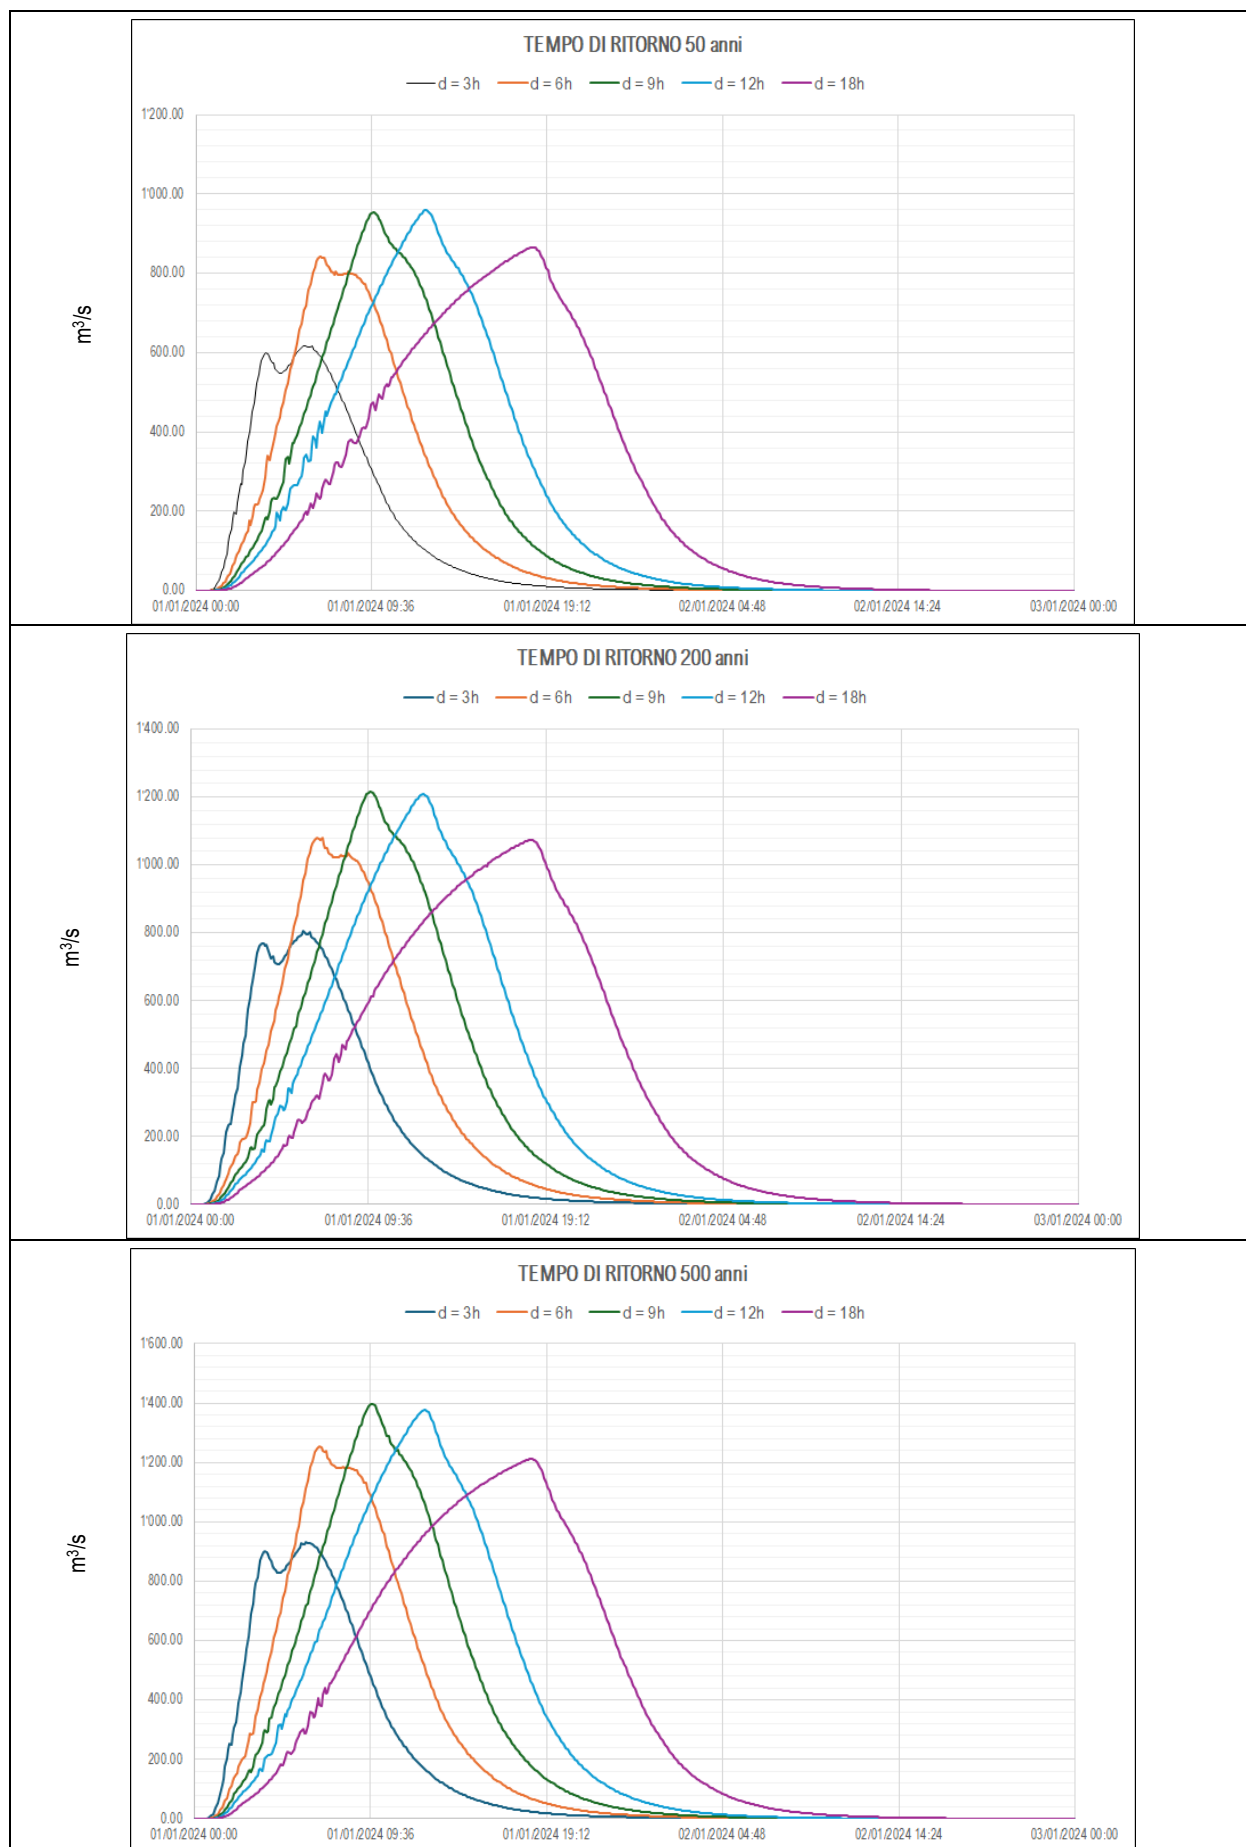 TEMPO DI RITORNO 50 anni
d = 3h d = 6h d = 9h d = 12h d = 18h
1'200.00
1'000.00
800.00
m³/s
600.00
400.00
200.00
0.00
01/01/2024 00:00 01/01/2024 09:36 01/01/2024 19:12 02/01/2024 04:48 02/01/2024 14:24 03/01/2024 00:00
TEMPO DI RITORNO 200 anni
d = 3h d = 6h d = 9h d = 12h d = 18h
1'400.00
1'200.00
1'000.00
800.00
m³/s
600.00
400.00
200.00
0.00
01/01/2024 00:00 01/01/2024 09:36 01/01/2024 19:12 02/01/2024 04:48 02/01/2024 14:24 03/01/2024 00:00
TEMPO DI RITORNO 500 anni
d = 3h d = 6h d = 9h d = 12h d = 18h
1'600.00
1'400.00
1'200.00
1'000.00
800.00
m³/s
600.00
400.00
200.00
0.00
01/01/2024 00:00 01/01/2024 09:36 01/01/2024 19:12 02/01/2024 04:48 02/01/2024 14:24 03/01/2024 00:00